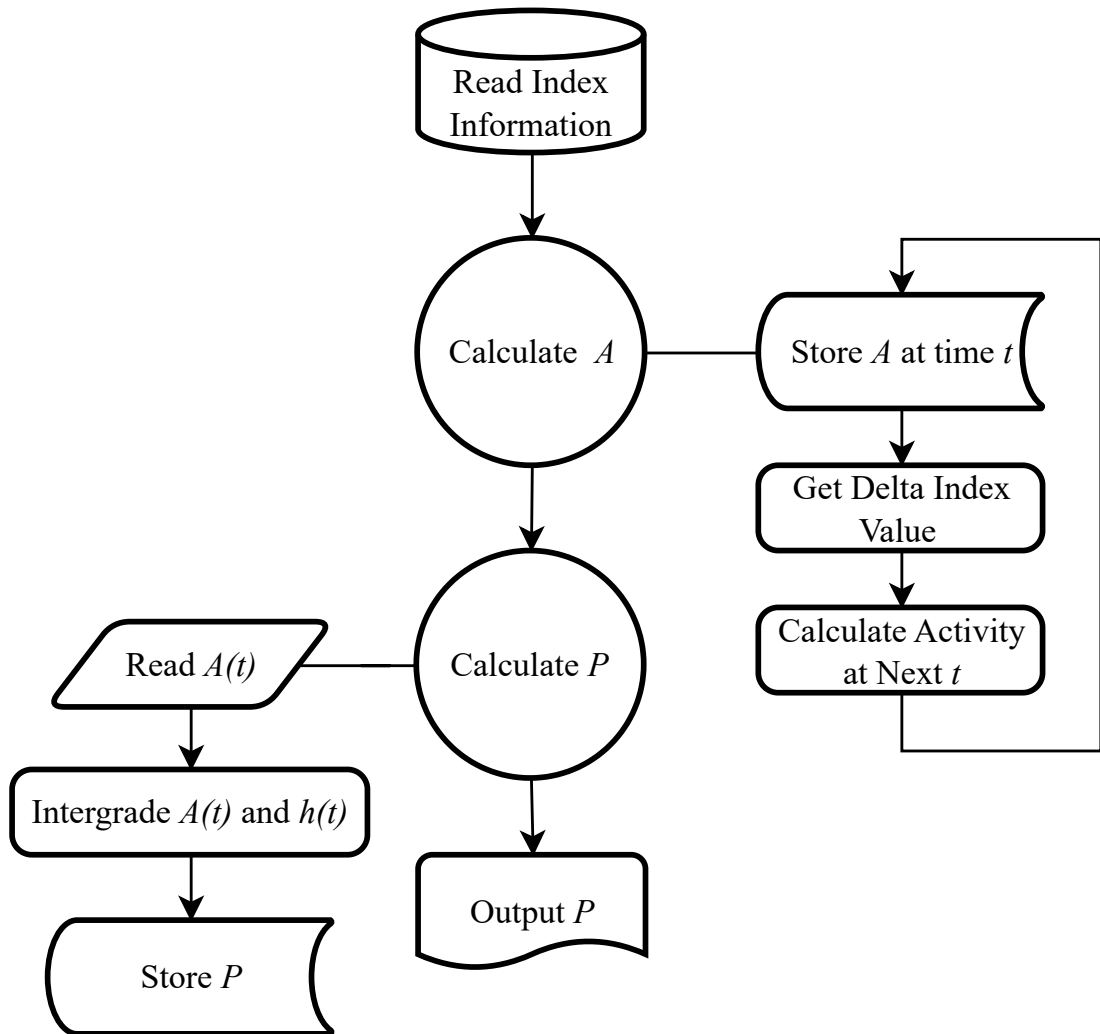 Read Index
Information
Calculate A
Store A at time t
Get Delta Index
Value
Calculate Activity
at Next t
Calculate P
Read A(t)
Intergrade A(t) and h(t)
Store P
Output P